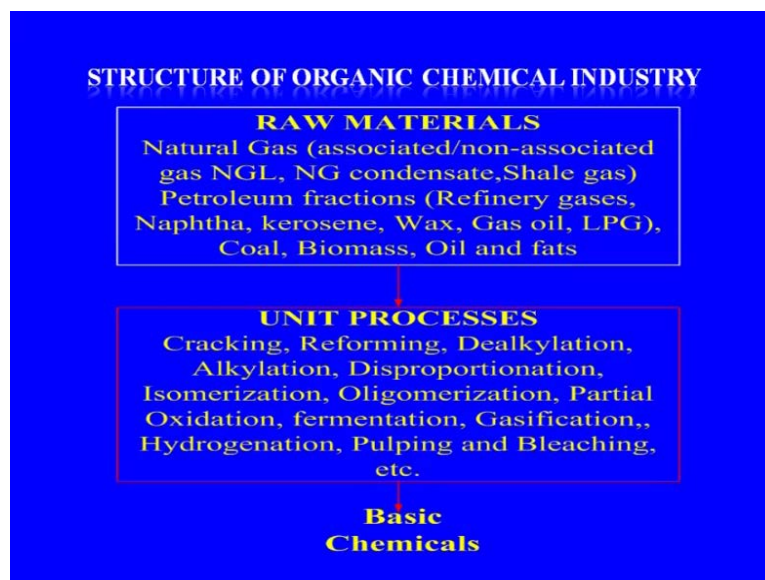 STRUCTURE OF ORGANIC CHEMICAL INDUSTRY
RAW MATERIALS
Natural Gas (associated/non-associated
gas NGL, NG condensate,Shale gas)
Petroleum fractions (Refinery gases,
Naphtha, kerosene, Wax, Gas oil, LPG),
Coal, Biomass, Oil and fats
UNIT PROCESSES
Cracking, Reforming, Dealkylation,
Alkylation, Disproportionation,
Isomerization, Oligomerization, Partial
Oxidation, fermentation, Gasification,,
Hydrogenation, Pulping and Bleaching,
etc.
Basic
Chemicals